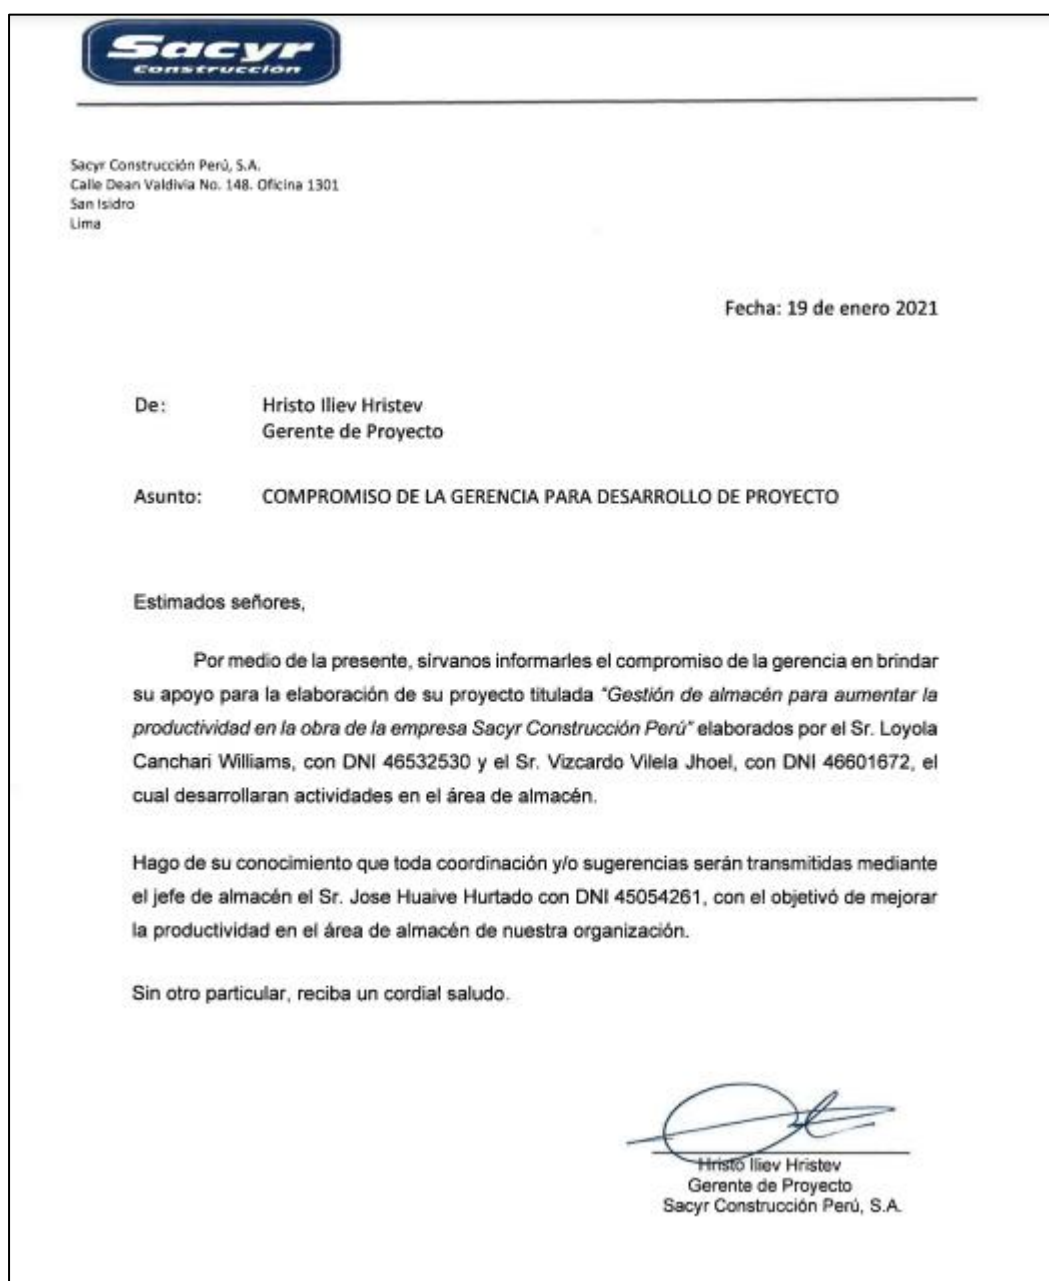 Sacyr
Construcción
Sacyr Construcción Perú, S.A.
Calle Dean Valdivia No. 148. Oficina 1301
San Isidro
Lima
Fecha: 19 de enero 2021
De: Hristo Iliev Hristev
Gerente de Proyecto
Asunto: COMPROMISO DE LA GERENCIA PARA DESARROLLO DE PROYECTO
Estimados señores,
Por medio de la presente, sírvanos informarles el compromiso de la gerencia en brindar
su apoyo para la elaboración de su proyecto titulada "Gestión de almacén para aumentar la
productividad en la obra de la empresa Sacyr Construcción Perú" elaborados por el Sr. Loyola
Canchari Williams, con DNI 46532530 y el Sr. Vizcardo Vilela Jhoel, con DNI 46601672, el
cual desarrollaran actividades en el área de almacén.
Hago de su conocimiento que toda coordinación y/o sugerencias serán transmitidas mediante
el jefe de almacén el Sr. Jose Huaive Hurtado con DNI 45054261, con el objetivó de mejorar
la productividad en el área de almacén de nuestra organización.
Sin otro particular, reciba un cordial saludo.
Hristo Iliev Hristev
Gerente de Proyecto
Sacyr Construcción Perú, S.A.